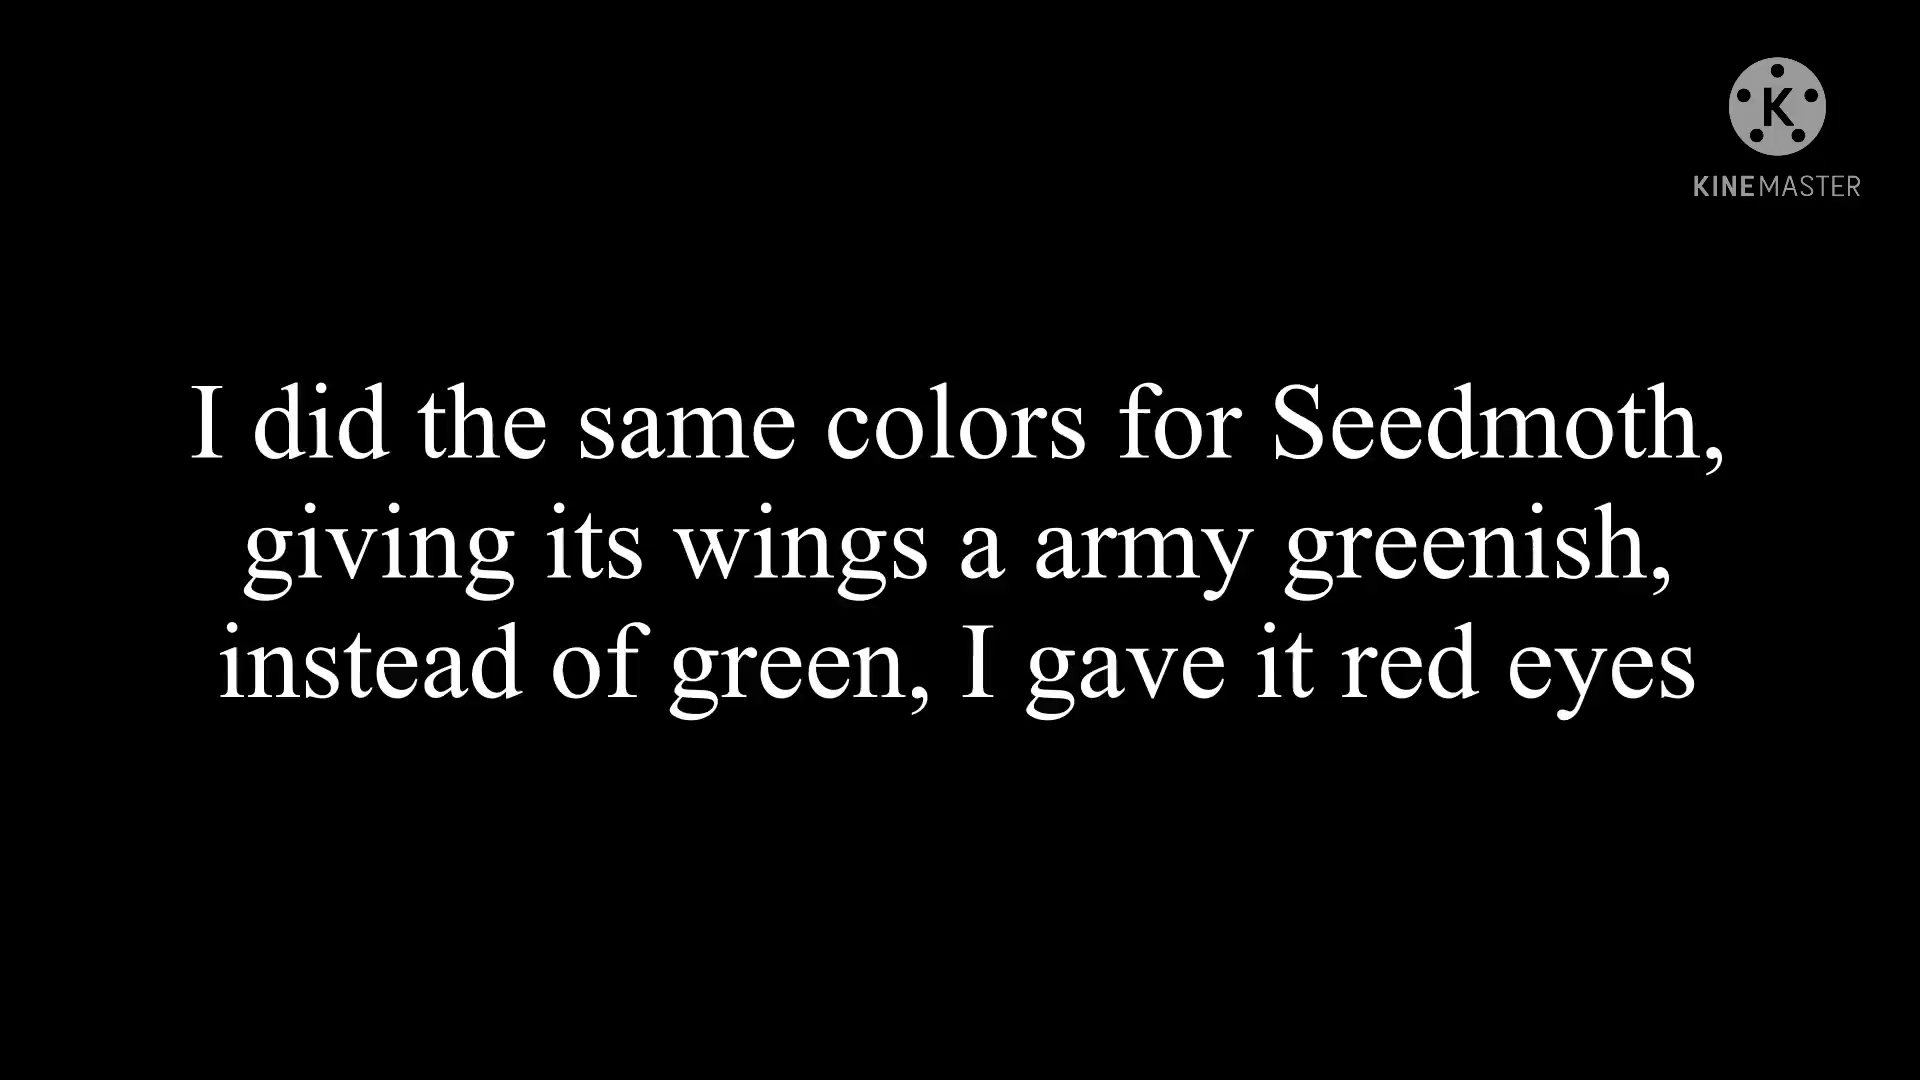 K
KINEMASTER
I did the same colors for Seedmoth,
giving its wings a army greenish,
instead of green, I gave it red eyes